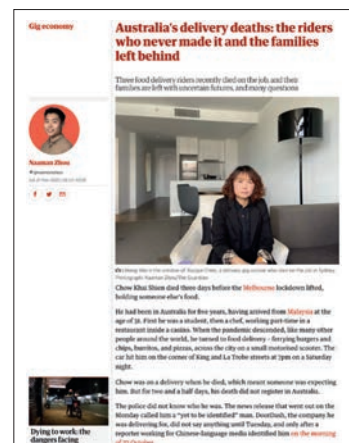 Gig economy
Australia's delivery deaths: the riders
who never made it and the families
left behind
Three food delivery riders recently died on the job, and their
families are left with uncertain futures, and many questions
Naaman Zhou
Chow Khai Shien died three days before the Melbourne lockdown lifted,
holding someone else's food.
He had been in Australia for five years, having arrived from Malaysia at the
age of 31. First he was a student, then a chef, working part-time in a
restaurant inside a casino. When the pandemic descended, like many other
people around the world, he turned to food delivery – ferrying burgers and
chips, burritos, and pizzas, across the city on a small motorised scooter. The
car hit him on the corner of King and La Trobe streets at 7pm on a Saturday
night.
Chow was on a delivery when he died, which meant someone was expecting
him. But for two and a half days, his death did not register in Australia.
The police did not know who he was. The news release that went out on the
Monday called him a "yet to be identified" man. DoorDash, the company he
was delivering for, did not say anything until Tuesday, and only after a
reporter working for Chinese-language media identified him on the morning
Dying to work: the
dangers facing